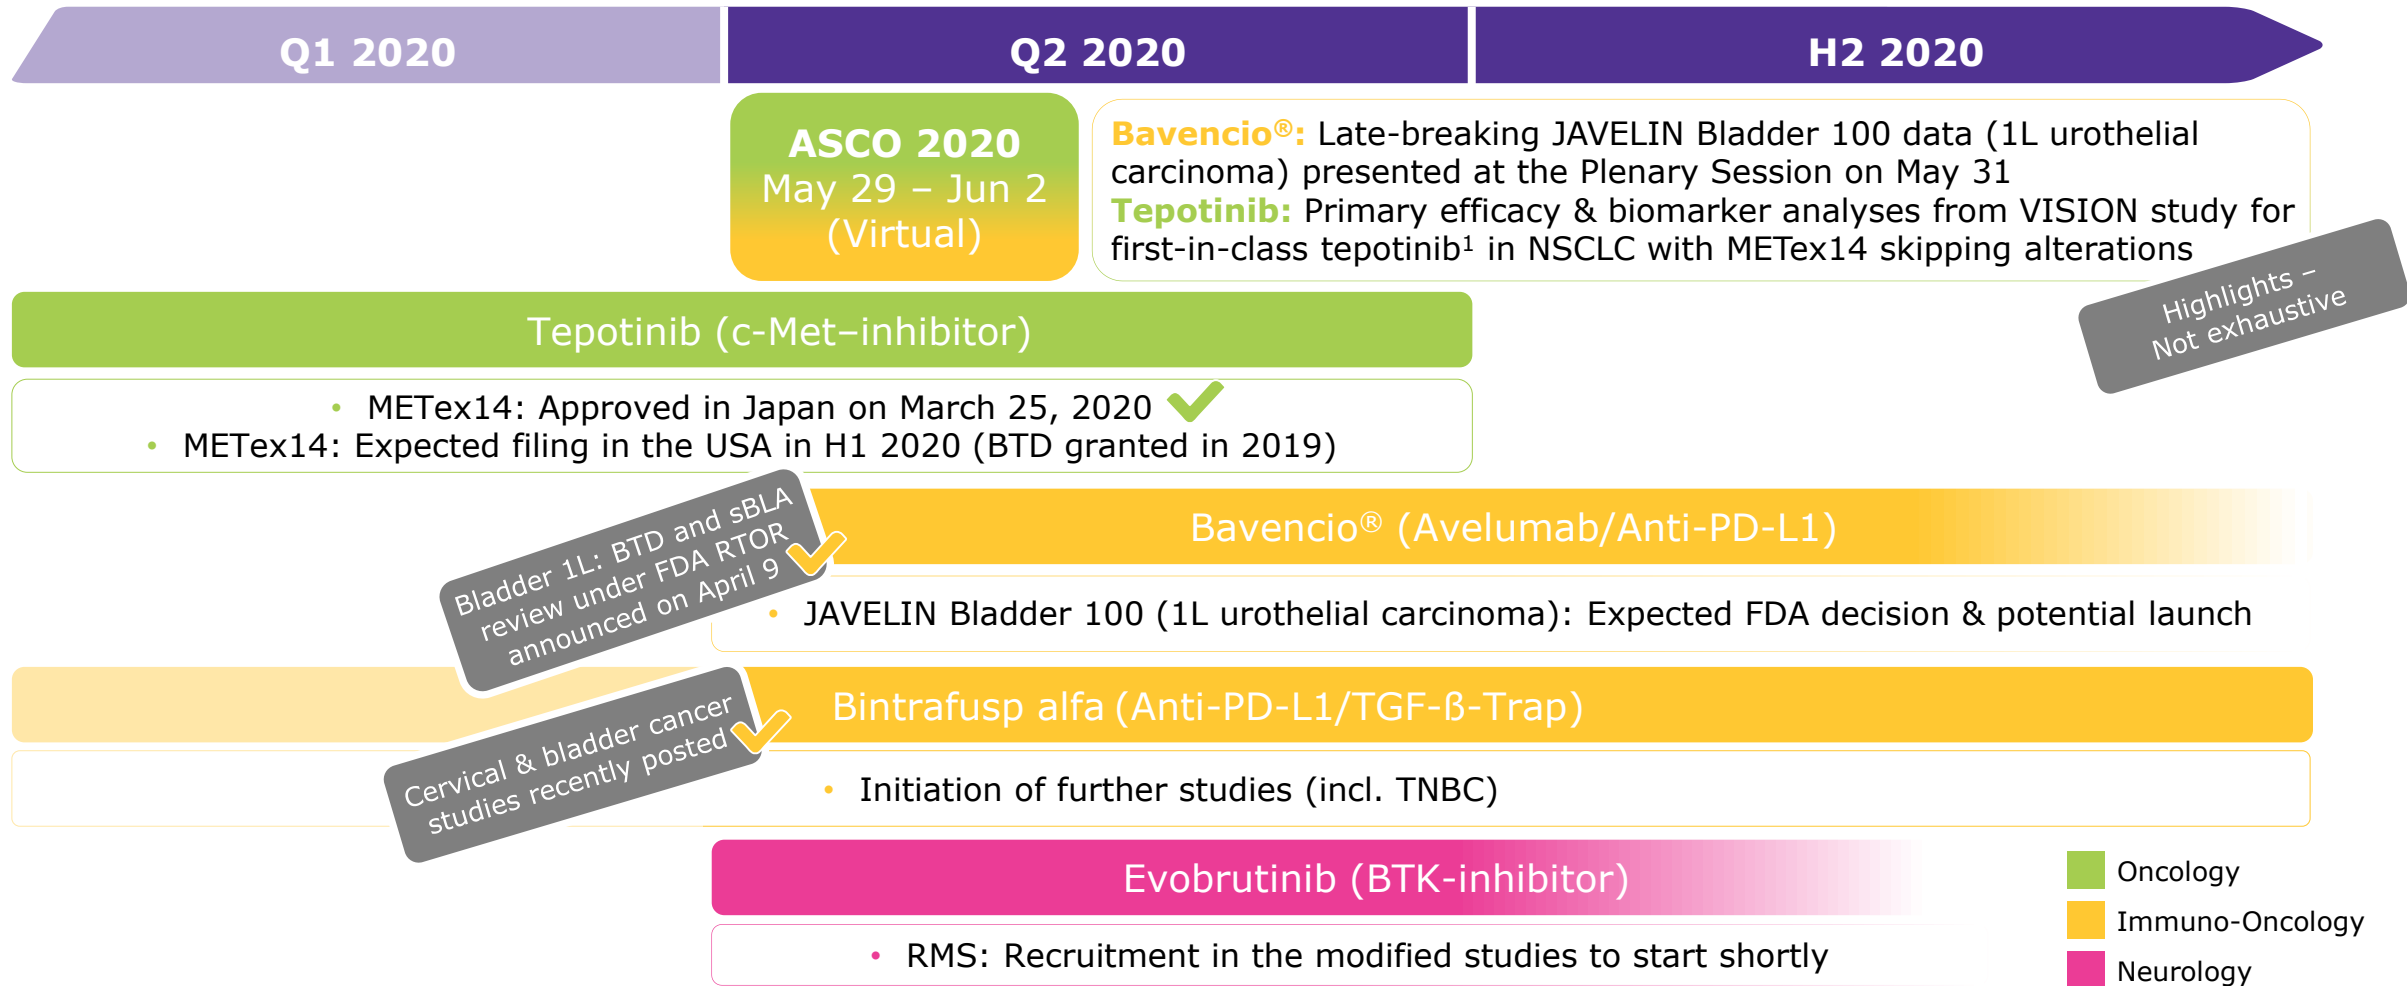 Q1 2020
Q2 2020
H2 2020
ASCO 2020
May 29 – Jun 2
(Virtual)
Bavencio®: Late-breaking JAVELIN Bladder 100 data (1L urothelial
carcinoma) presented at the Plenary Session on May 31
Tepotinib: Primary efficacy & biomarker analyses from VISION study for
first-in-class tepotinib¹ in NSCLC with METex14 skipping alterations
Highlights –
Not exhaustive
Tepotinib (c-Met–inhibitor)
• METex14: Approved in Japan on March 25, 2020
• METex14: Expected filing in the USA in H1 2020 (BTD granted in 2019)
Bladder 1L: BTD and sBLA
review under FDA RTOR
announced on April 9
Bavencio® (Avelumab/Anti-PD-L1)
• JAVELIN Bladder 100 (1L urothelial carcinoma): Expected FDA decision & potential launch
Bintrafusp alfa (Anti-PD-L1/TGF-ß-Trap)
Cervical & bladder cancer
studies recently posted
• Initiation of further studies (incl. TNBC)
Evobrutinib (BTK-inhibitor)
• RMS: Recruitment in the modified studies to start shortly
Oncology
Immuno-Oncology
Neurology